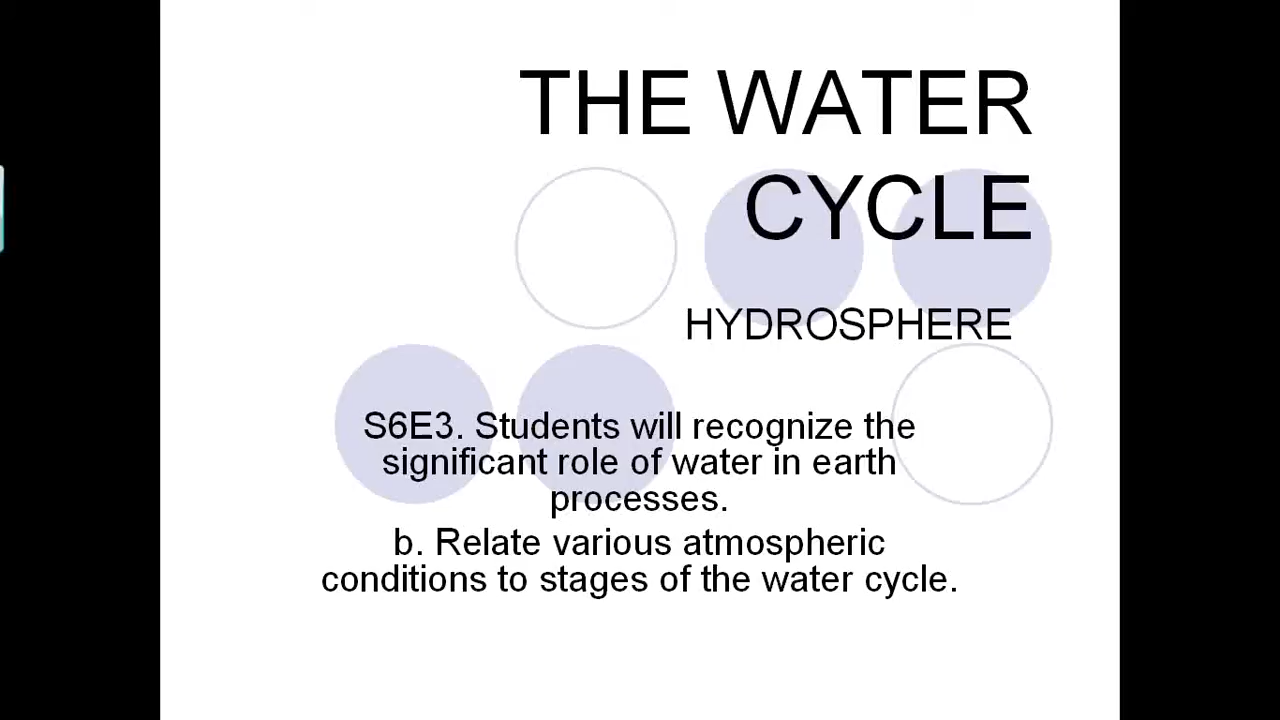 THE WATER
CYCLE
HYDROSPHERE
S6E3. Students will recognize the
significant role of water in earth
processes.
b. Relate various atmospheric
conditions to stages of the water cycle.